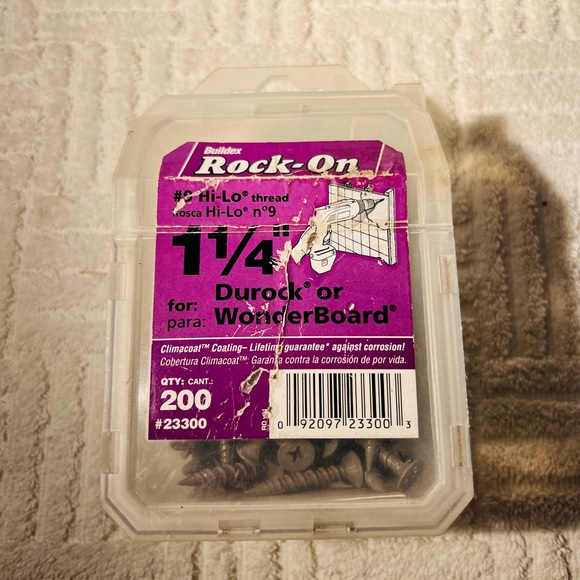 Buildex
Rock-On
#9 Hi-Lo® thread
Rosca Hi-Lo® nº9
1 1/4"
for: Durock® or
para: WonderBoard®
Climacoat™ Coating– Lifetime guarantee* against corrosion!
Cobertura Climacoat™: Garantía contra la corrosión de por vida.
QTY: CANT.:
200
#23300
0 92097 23300 3